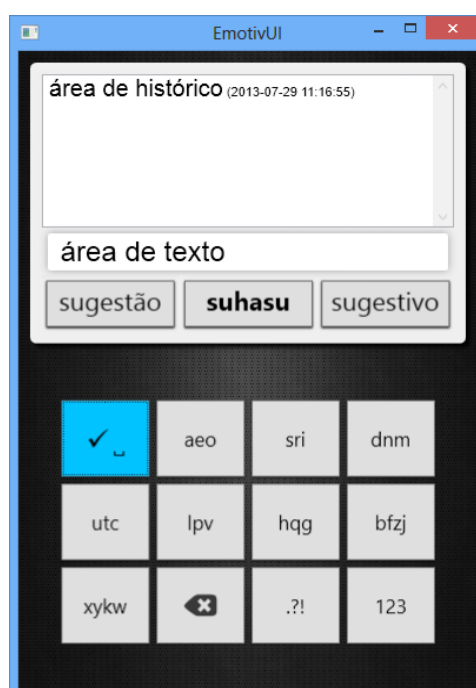 EmotivUI
área de histórico (2013-07-29 11:16:55)
área de texto
sugestão suhasu sugestivo
✓ ␣ aeo sri dnm
utc lpv hqg bfzj
xykw .?! 123